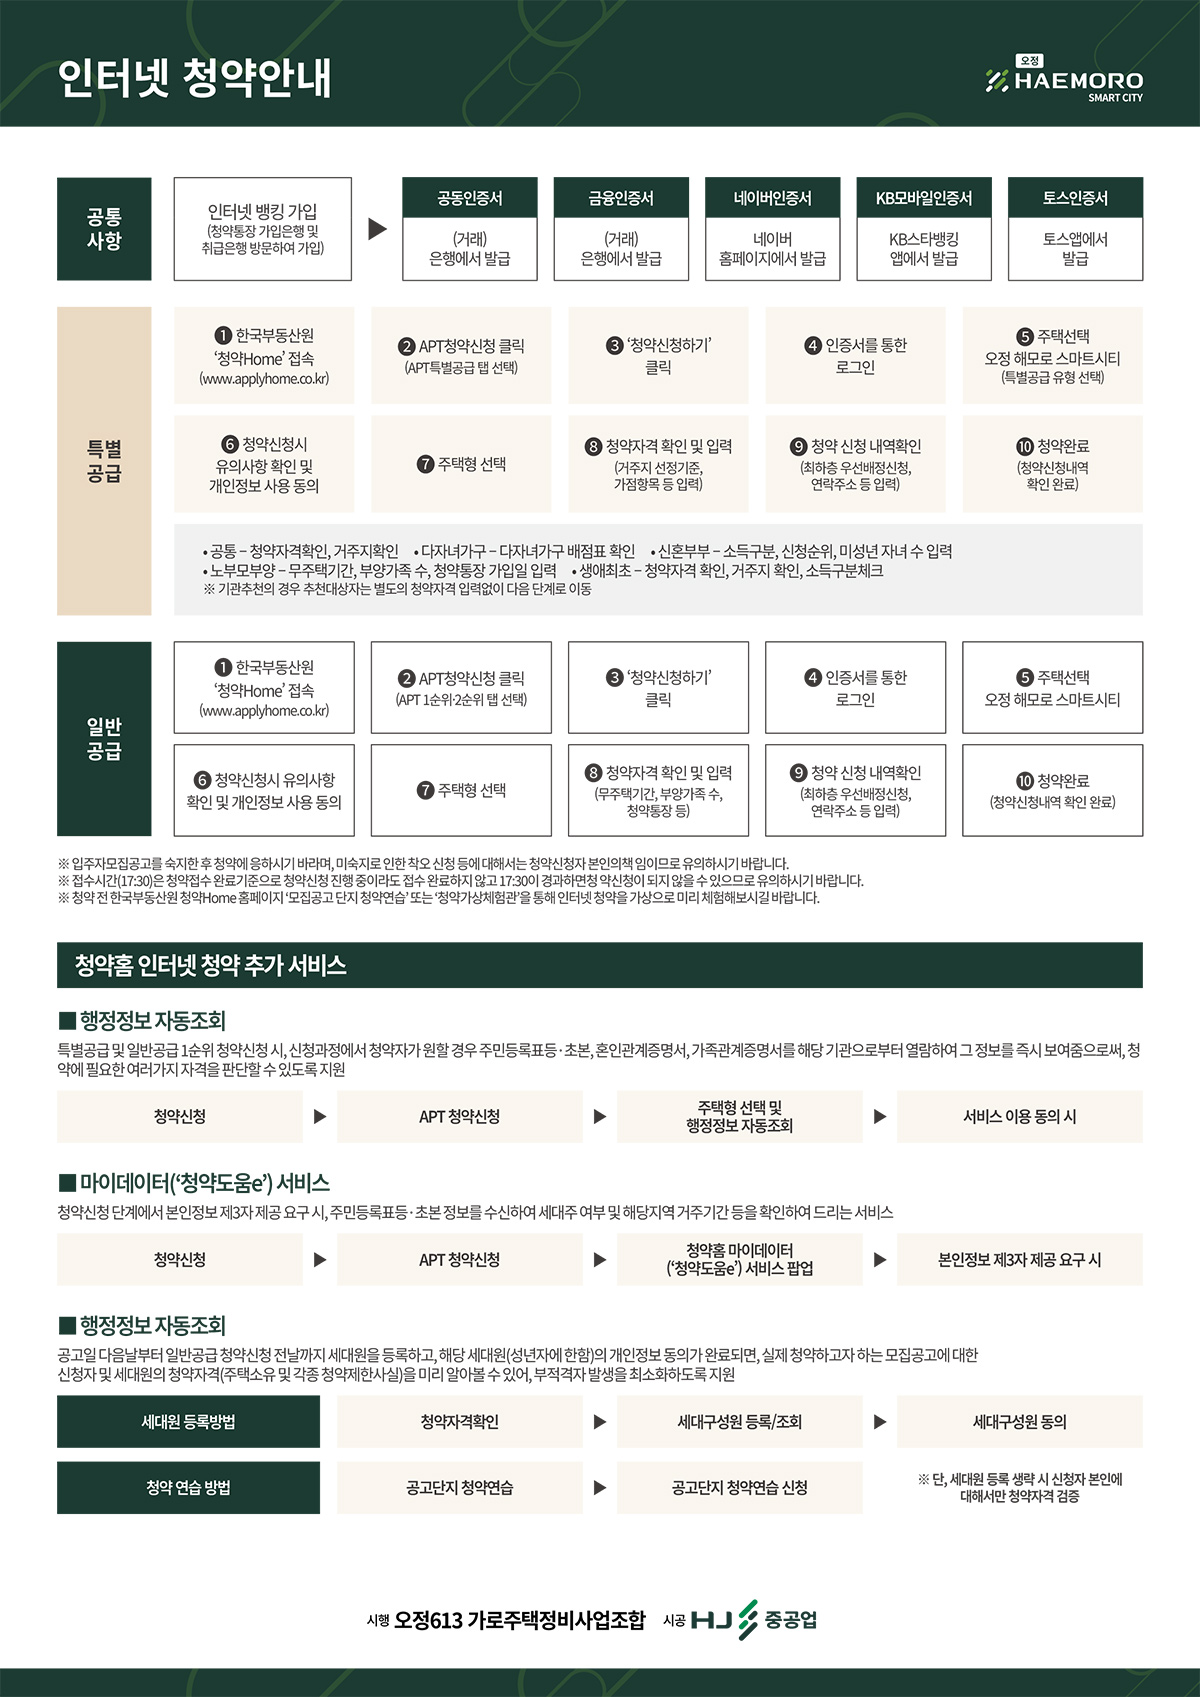 인터넷 청약안내
오정
HAEMORO
SMART CITY
공통
사항
인터넷 뱅킹 가입
(청약통장 가입은행 및
취급은행 방문하여 가입)
▶
공동인증서
(거래)
은행에서 발급
금융인증서
(거래)
은행에서 발급
네이버인증서
네이버
홈페이지에서 발급
KB모바일인증서
KB스타뱅킹
앱에서 발급
토스인증서
토스앱에서
발급
특별
공급
❶ 한국부동산원
‘청약Home’ 접속
(www.applyhome.co.kr)
❷ APT청약신청 클릭
(APT특별공급 탭 선택)
❸ ‘청약신청하기’
클릭
❹ 인증서를 통한
로그인
❺ 주택선택
오정 해모로 스마트시티
(특별공급 유형 선택)
❻ 청약신청시
유의사항 확인 및
개인정보 사용 동의
❼ 주택형 선택
❽ 청약자격 확인 및 입력
(거주지 선정기준,
가점항목 등 입력)
❾ 청약 신청 내역확인
(최하층 우선배정신청,
연락주소 등 입력)
❿ 청약완료
(청약신청내역
확인 완료)
• 공통 – 청약자격확인, 거주지확인 • 다자녀가구 – 다자녀가구 배점표 확인 • 신혼부부 – 소득구분, 신청순위, 미성년 자녀 수 입력
• 노부모부양 – 무주택기간, 부양가족 수, 청약통장 가입일 입력 • 생애최초 – 청약자격 확인, 거주지 확인, 소득구분체크
※ 기관추천의 경우 추천대상자는 별도의 청약자격 입력없이 다음 단계로 이동
일반
공급
❶ 한국부동산원
‘청약Home’ 접속
(www.applyhome.co.kr)
❷ APT청약신청 클릭
(APT 1순위·2순위 탭 선택)
❸ ‘청약신청하기’
클릭
❹ 인증서를 통한
로그인
❺ 주택선택
오정 해모로 스마트시티
❻ 청약신청시 유의사항
확인 및 개인정보 사용 동의
❼ 주택형 선택
❽ 청약자격 확인 및 입력
(무주택기간, 부양가족 수,
청약통장 등)
❾ 청약 신청 내역확인
(최하층 우선배정신청,
연락주소 등 입력)
❿ 청약완료
(청약신청내역 확인 완료)
※ 입주자모집공고를 숙지한 후 청약에 응하시기 바라며, 미숙지로 인한 착오 신청 등에 대해서는 청약신청자 본인의책 임이므로 유의하시기 바랍니다.
※ 접수시간(17:30)은 청약접수 완료기준으로 청약신청 진행 중이라도 접수 완료하지 않고 17:30이 경과하면청 약신청이 되지 않을 수 있으므로 유의하시기 바랍니다.
※ 청약 전 한국부동산원 청약Home 홈페이지 ‘모집공고 단지 청약연습’ 또는 ‘청약가상체험관’을 통해 인터넷 청약을 가상으로 미리 체험해보시길 바랍니다.
청약홈 인터넷 청약 추가 서비스
■ 행정정보 자동조회
특별공급 및 일반공급 1순위 청약신청 시, 신청과정에서 청약자가 원할 경우 주민등록표등·초본, 혼인관계증명서, 가족관계증명서를 해당 기관으로부터 열람하여 그 정보를 즉시 보여줌으로써, 청
약에 필요한 여러가지 자격을 판단할 수 있도록 지원
청약신청 ▶ APT 청약신청 ▶ 주택형 선택 및
행정정보 자동조회 ▶ 서비스 이용 동의 시
■ 마이데이터(‘청약도움e’) 서비스
청약신청 단계에서 본인정보 제3자 제공 요구 시, 주민등록표등·초본 정보를 수신하여 세대주 여부 및 해당지역 거주기간 등을 확인하여 드리는 서비스
청약신청 ▶ APT 청약신청 ▶ 청약홈 마이데이터
(‘청약도움e’) 서비스 팝업 ▶ 본인정보 제3자 제공 요구 시
■ 행정정보 자동조회
공고일 다음날부터 일반공급 청약신청 전날까지 세대원을 등록하고, 해당 세대원(성년자에 한함)의 개인정보 동의가 완료되면, 실제 청약하고자 하는 모집공고에 대한
신청자 및 세대원의 청약자격(주택소유 및 각종 청약제한사실)을 미리 알아볼 수 있어, 부적격자 발생을 최소화하도록 지원
세대원 등록방법 청약자격확인 ▶ 세대구성원 등록/조회 ▶ 세대구성원 동의
청약 연습 방법 공고단지 청약연습 ▶ 공고단지 청약연습 신청
※ 단, 세대원 등록 생략 시 신청자 본인에
대해서만 청약자격 검증
시행 오정613 가로주택정비사업조합 시공 HJ 중공업